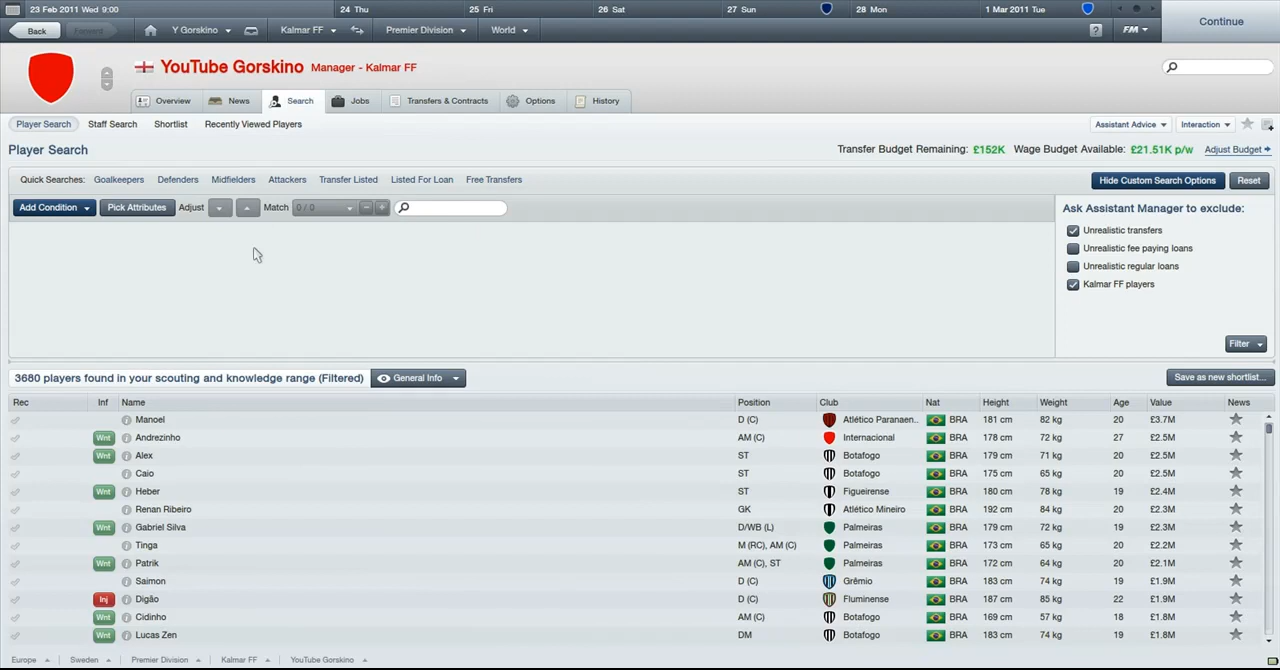 23 Feb 2011 Wed 9:00 24 Thu 25 Fri 26 Sat 27 Sun 28 Mon 1 Mar 2011 Tue Continue
Back Forward Y Gorskino Kalmar FF Premier Division World ? FM
YouTube Gorskino Manager - Kalmar FF
Overview News Search Jobs Transfers & Contracts Options History
Player Search Staff Search Shortlist Recently Viewed Players Assistant Advice Interaction
Player Search Transfer Budget Remaining: £152K Wage Budget Available: £21.51K p/w Adjust Budget
Quick Searches: Goalkeepers Defenders Midfielders Attackers Transfer Listed Listed For Loan Free Transfers Hide Custom Search Options Reset
Add Condition Pick Attributes Adjust Match 0 / 0 Ask Assistant Manager to exclude:
Unrealistic transfers
Unrealistic fee paying loans
Unrealistic regular loans
Kalmar FF players
Filter
3680 players found in your scouting and knowledge range (Filtered) General Info Save as new shortlist...
Rec Inf Name Position Club Nat Height Weight Age Value News
Manoel D (C) Atlético Paranaen.. BRA 181 cm 82 kg 20 £3.7M
Wnt Andrezinho AM (C) Internacional BRA 178 cm 72 kg 27 £2.5M
Wnt Alex ST Botafogo BRA 179 cm 71 kg 20 £2.5M
Caio ST Botafogo BRA 175 cm 65 kg 20 £2.5M
Wnt Heber ST Figueirense BRA 180 cm 78 kg 19 £2.4M
Renan Ribeiro GK Atlético Mineiro BRA 192 cm 84 kg 20 £2.3M
Wnt Gabriel Silva D/WB (L) Palmeiras BRA 179 cm 72 kg 19 £2.3M
Tinga M (RC), AM (C) Palmeiras BRA 173 cm 65 kg 20 £2.2M
Wnt Patrik AM (C), ST Palmeiras BRA 172 cm 64 kg 20 £2.1M
Saimon D (C) Grêmio BRA 183 cm 74 kg 19 £1.9M
Inj Digão D (C) Fluminense BRA 187 cm 85 kg 22 £1.9M
Wnt Cidinho AM (C) Botafogo BRA 169 cm 57 kg 18 £1.8M
Wnt Lucas Zen DM Botafogo BRA 183 cm 74 kg 19 £1.8M
Europe Sweden Premier Division Kalmar FF YouTube Gorskino